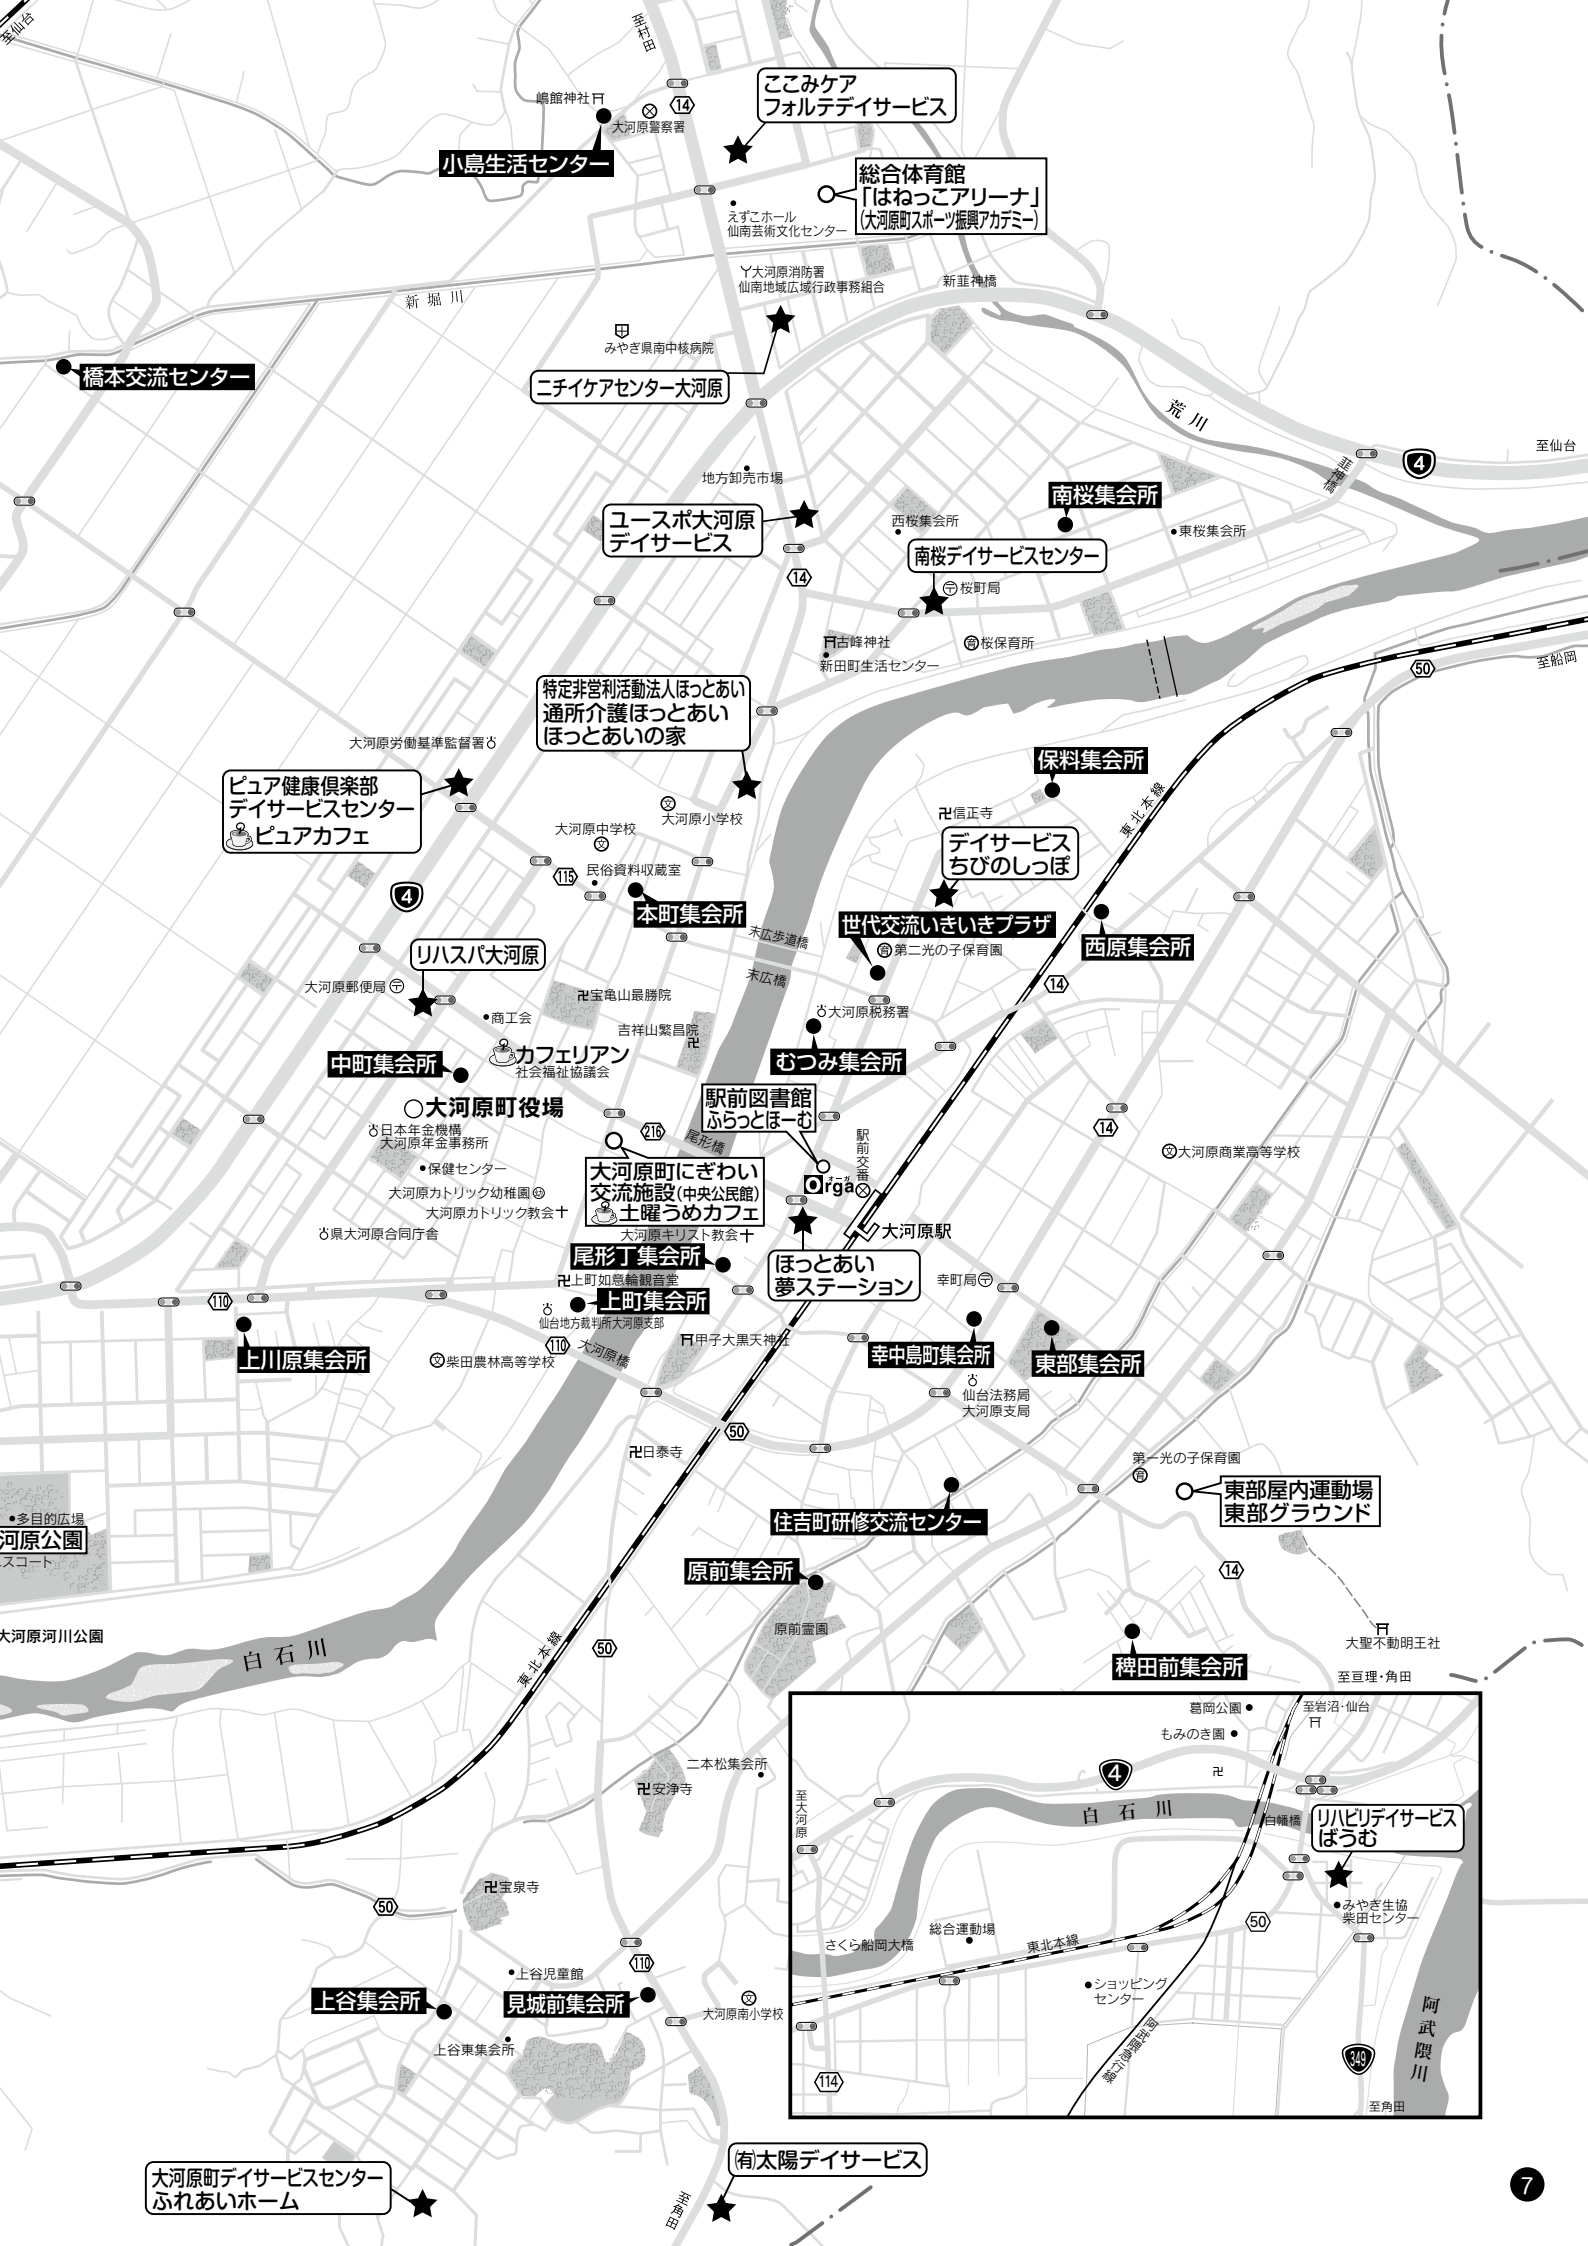 至仙台
至村田
嶋館神社
大河原警察署
14
小島生活センター
ここみケア
フォルテデイサービス
総合体育館
「はねっこアリーナ」
(大河原町スポーツ振興アカデミー)
えずこホール
仙南芸術文化センター
大河原消防署
仙南地域広域行政事務組合
新韮神橋
新堀川
みやぎ県南中核病院
橋本交流センター
ニチイケアセンター大河原
荒川
韮神橋
4
至仙台
地方卸売市場
ユースポ大河原
デイサービス
14
西桜集会所
南桜集会所
東桜集会所
南桜デイサービスセンター
桜町局
古峰神社
新田町生活センター
桜保育所
50
至船岡
特定非営利活動法人ほっとあい
通所介護ほっとあい
ほっとあいの家
大河原労働基準監督署
ピュア健康倶楽部
デイサービスセンター
ピュアカフェ
大河原小学校
大河原中学校
民俗資料収蔵室
115
本町集会所
4
保料集会所
東北本線
信正寺
デイサービス
ちびのしっぽ
世代交流いきいきプラザ
第二光の子保育園
西原集会所
14
末広歩道橋
末広橋
リハスパ大河原
大河原郵便局
商工会
宝亀山最勝院
吉祥山繁昌院
大河原税務署
むつみ集会所
カフェリアン
社会福祉協議会
中町集会所
大河原町役場
日本年金機構
大河原年金事務所
保健センター
大河原カトリック幼稚園
大河原カトリック教会
県大河原合同庁舎
216
尾形橋
駅前図書館
ふらっとほーむ
駅前交番
オーガ
Orga
大河原町にぎわい
交流施設(中央公民館)
土曜うめカフェ
大河原キリスト教会
大河原駅
14
大河原商業高等学校
尾形丁集会所
ほっとあい
夢ステーション
幸町局
上町如意輪観音堂
上町集会所
仙台地方裁判所大河原支部
110
110
大河原橋
上川原集会所
柴田農林高等学校
甲子大黒天神社
幸中島町集会所
東部集会所
仙台法務局
大河原支局
50
日泰寺
第一光の子保育園
東部屋内運動場
東部グラウンド
多目的広場
河原公園
スコート
住吉町研修交流センター
原前集会所
14
原前霊園
大河原河川公園
白石川
東北本線
50
稗田前集会所
大聖不動明王社
至亘理・角田
二本松集会所
安浄寺
宝泉寺
50
110
上谷児童館
上谷集会所
見城前集会所
大河原南小学校
上谷東集会所
葛岡公園
至岩沼・仙台
もみのき園
4
至大河原
白石川
白幡橋
リハビリデイサービス
ばうむ
みやぎ生協
柴田センター
50
さくら船岡大橋
総合運動場
東北本線
ショッピング
センター
阿武隈急行線
阿武隈川
349
114
至角田
大河原町デイサービスセンター
ふれあいホーム
㈲太陽デイサービス
至角田
7